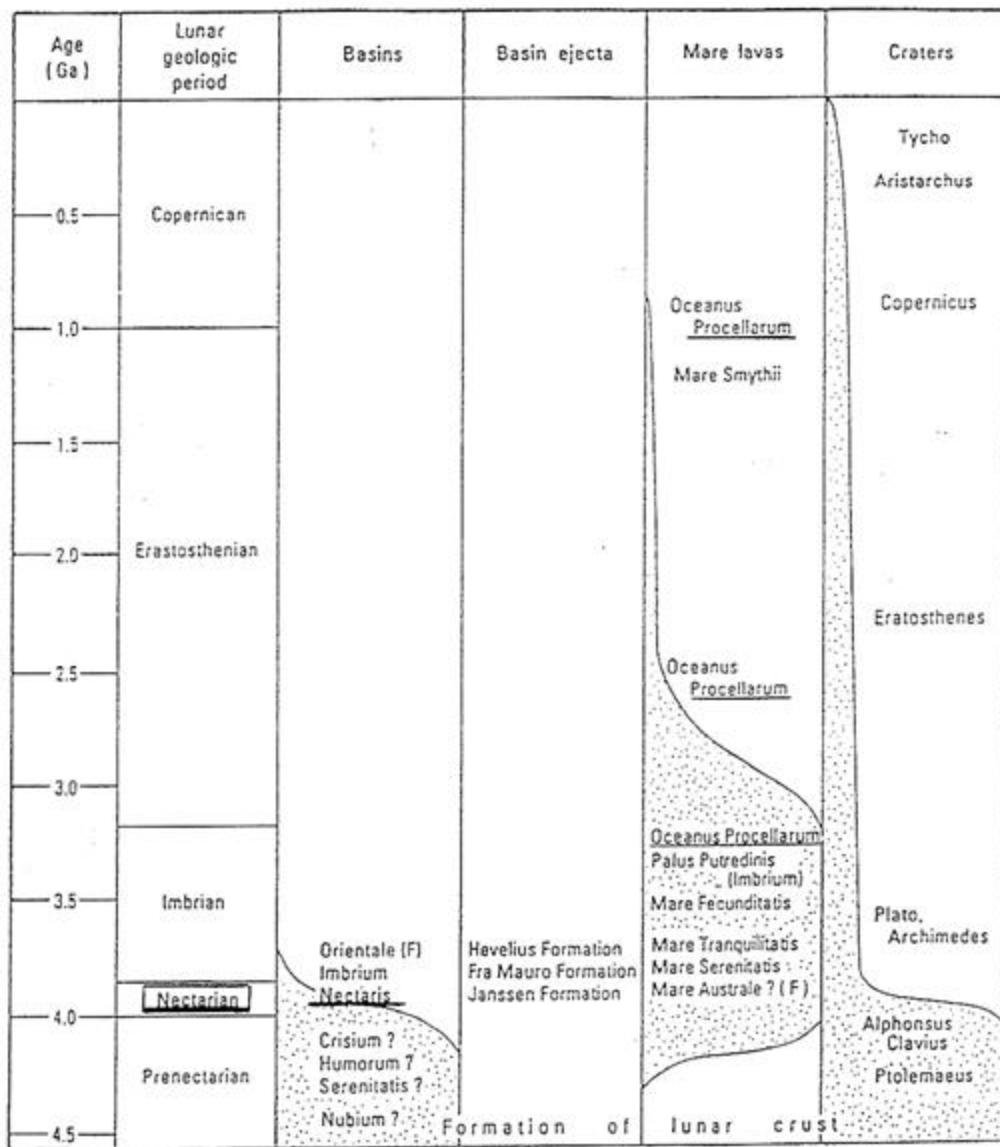 Age
(Ga)
Lunar
geologic
period
Basins
Basin ejecta
Mare lavas
Craters
0.5
1.0
1.5
2.0
2.5
3.0
3.5
4.0
4.5
Copernican
Erastosthenian
Imbrian
Nectarian
Prenectarian
Orientale (F)
Imbrium
Nectaris
Crisium ?
Humorum ?
Serenitatis ?
Nubium ?
Hevelius Formation
Fra Mauro Formation
Janssen Formation
Oceanus
Procellarum
Mare Smythii
Oceanus
Procellarum
Oceanus Procellarum
Palus Putredinis
(Imbrium)
Mare Fecunditatis
Mare Tranquilitatis
Mare Serenitatis
Mare Australe ? (F)
Tycho
Aristarchus
Copernicus
Eratosthenes
Plato,
Archimedes
Alphonsus
Clavius
Ptolemaeus
Formation of lunar crust